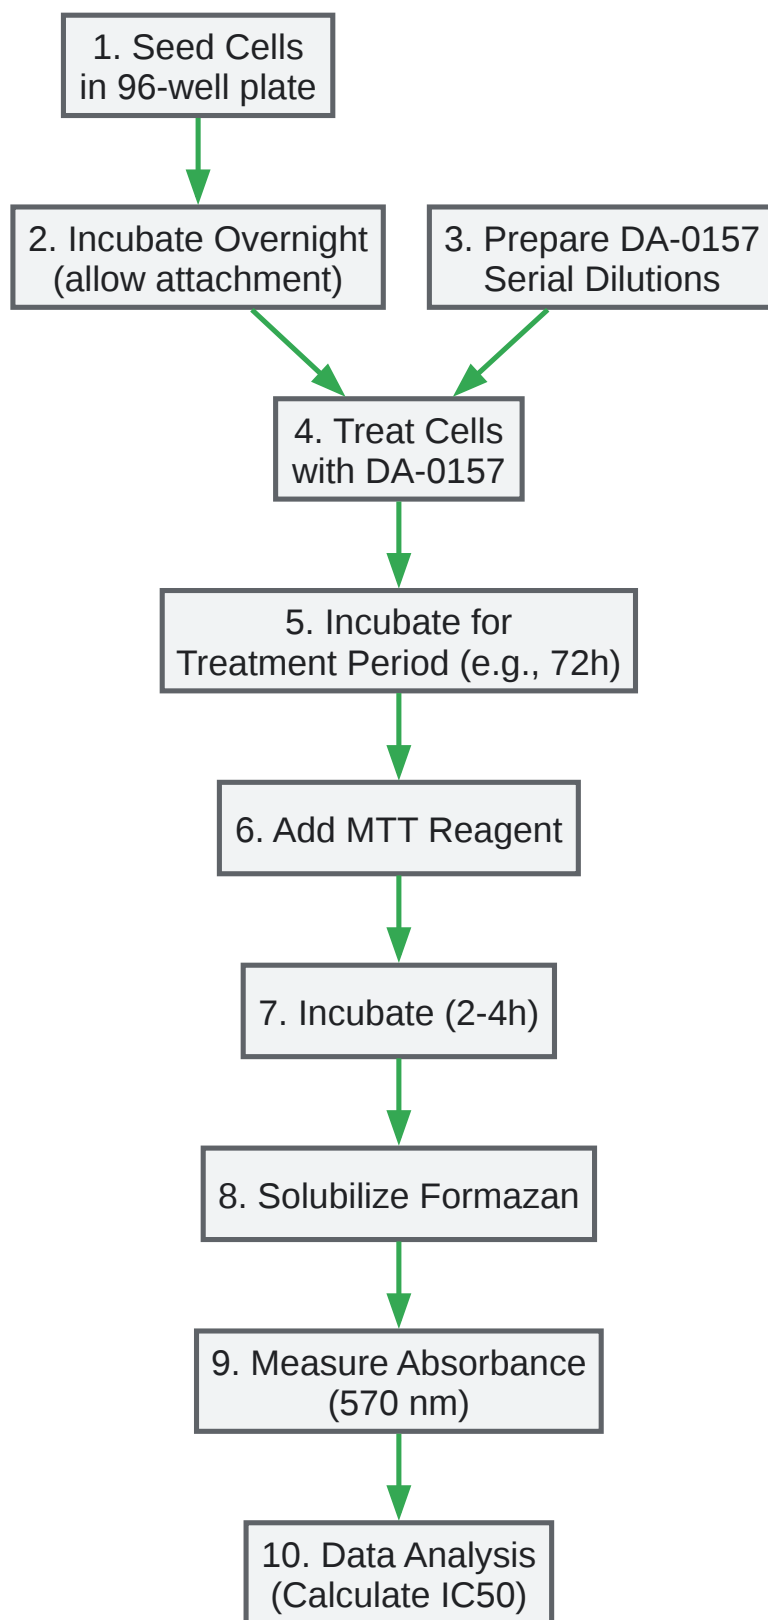 1. Seed Cells
in 96-well plate
2. Incubate Overnight
(allow attachment)
3. Prepare DA-0157
Serial Dilutions
4. Treat Cells
with DA-0157
5. Incubate for
Treatment Period (e.g., 72h)
6. Add MTT Reagent
7. Incubate (2-4h)
8. Solubilize Formazan
9. Measure Absorbance
(570 nm)
10. Data Analysis
(Calculate IC50)